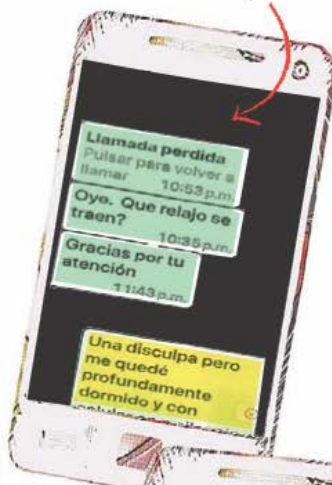 Llamada perdida
Pulsar para volver a
llamar 10:53 p.m.
Oye. Que relajo se
traen?
10:35 p.m.
Gracias por tu
atención
11:43 p.m.
Una disculpa pero
me quedé
profundamente
dormido y con